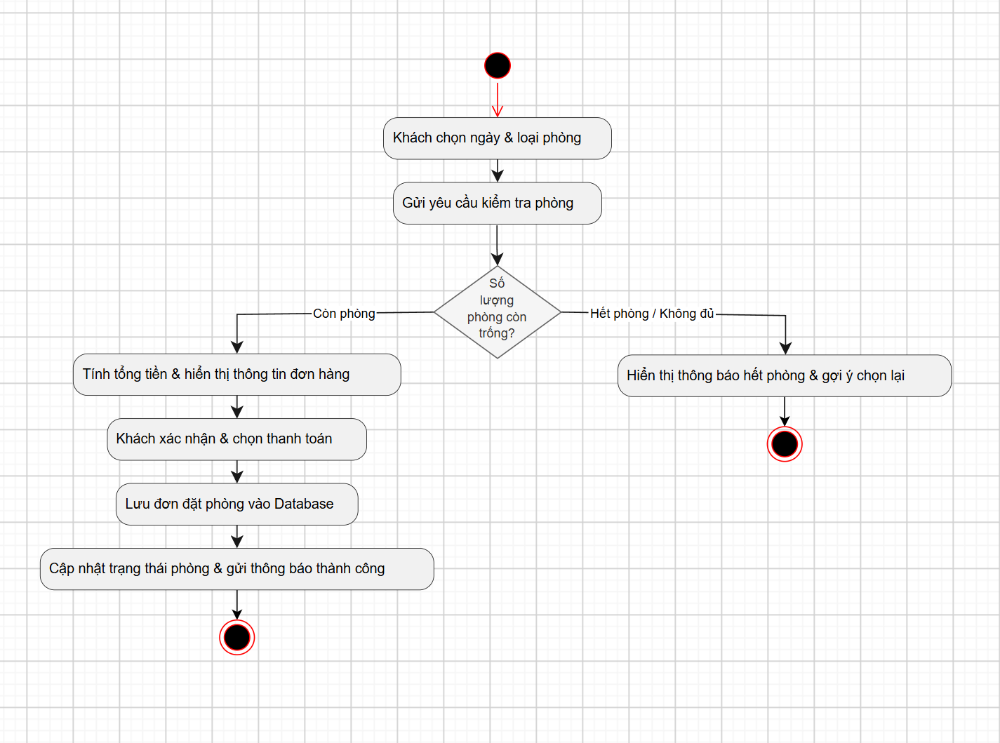 Khách chọn ngày & loại phòng
Gửi yêu cầu kiểm tra phòng
Số
lượng
phòng còn
trống?
Còn phòng
Hết phòng / Không đủ
Tính tổng tiền & hiển thị thông tin đơn hàng
Hiển thị thông báo hết phòng & gợi ý chọn lại
Khách xác nhận & chọn thanh toán
Lưu đơn đặt phòng vào Database
Cập nhật trạng thái phòng & gửi thông báo thành công